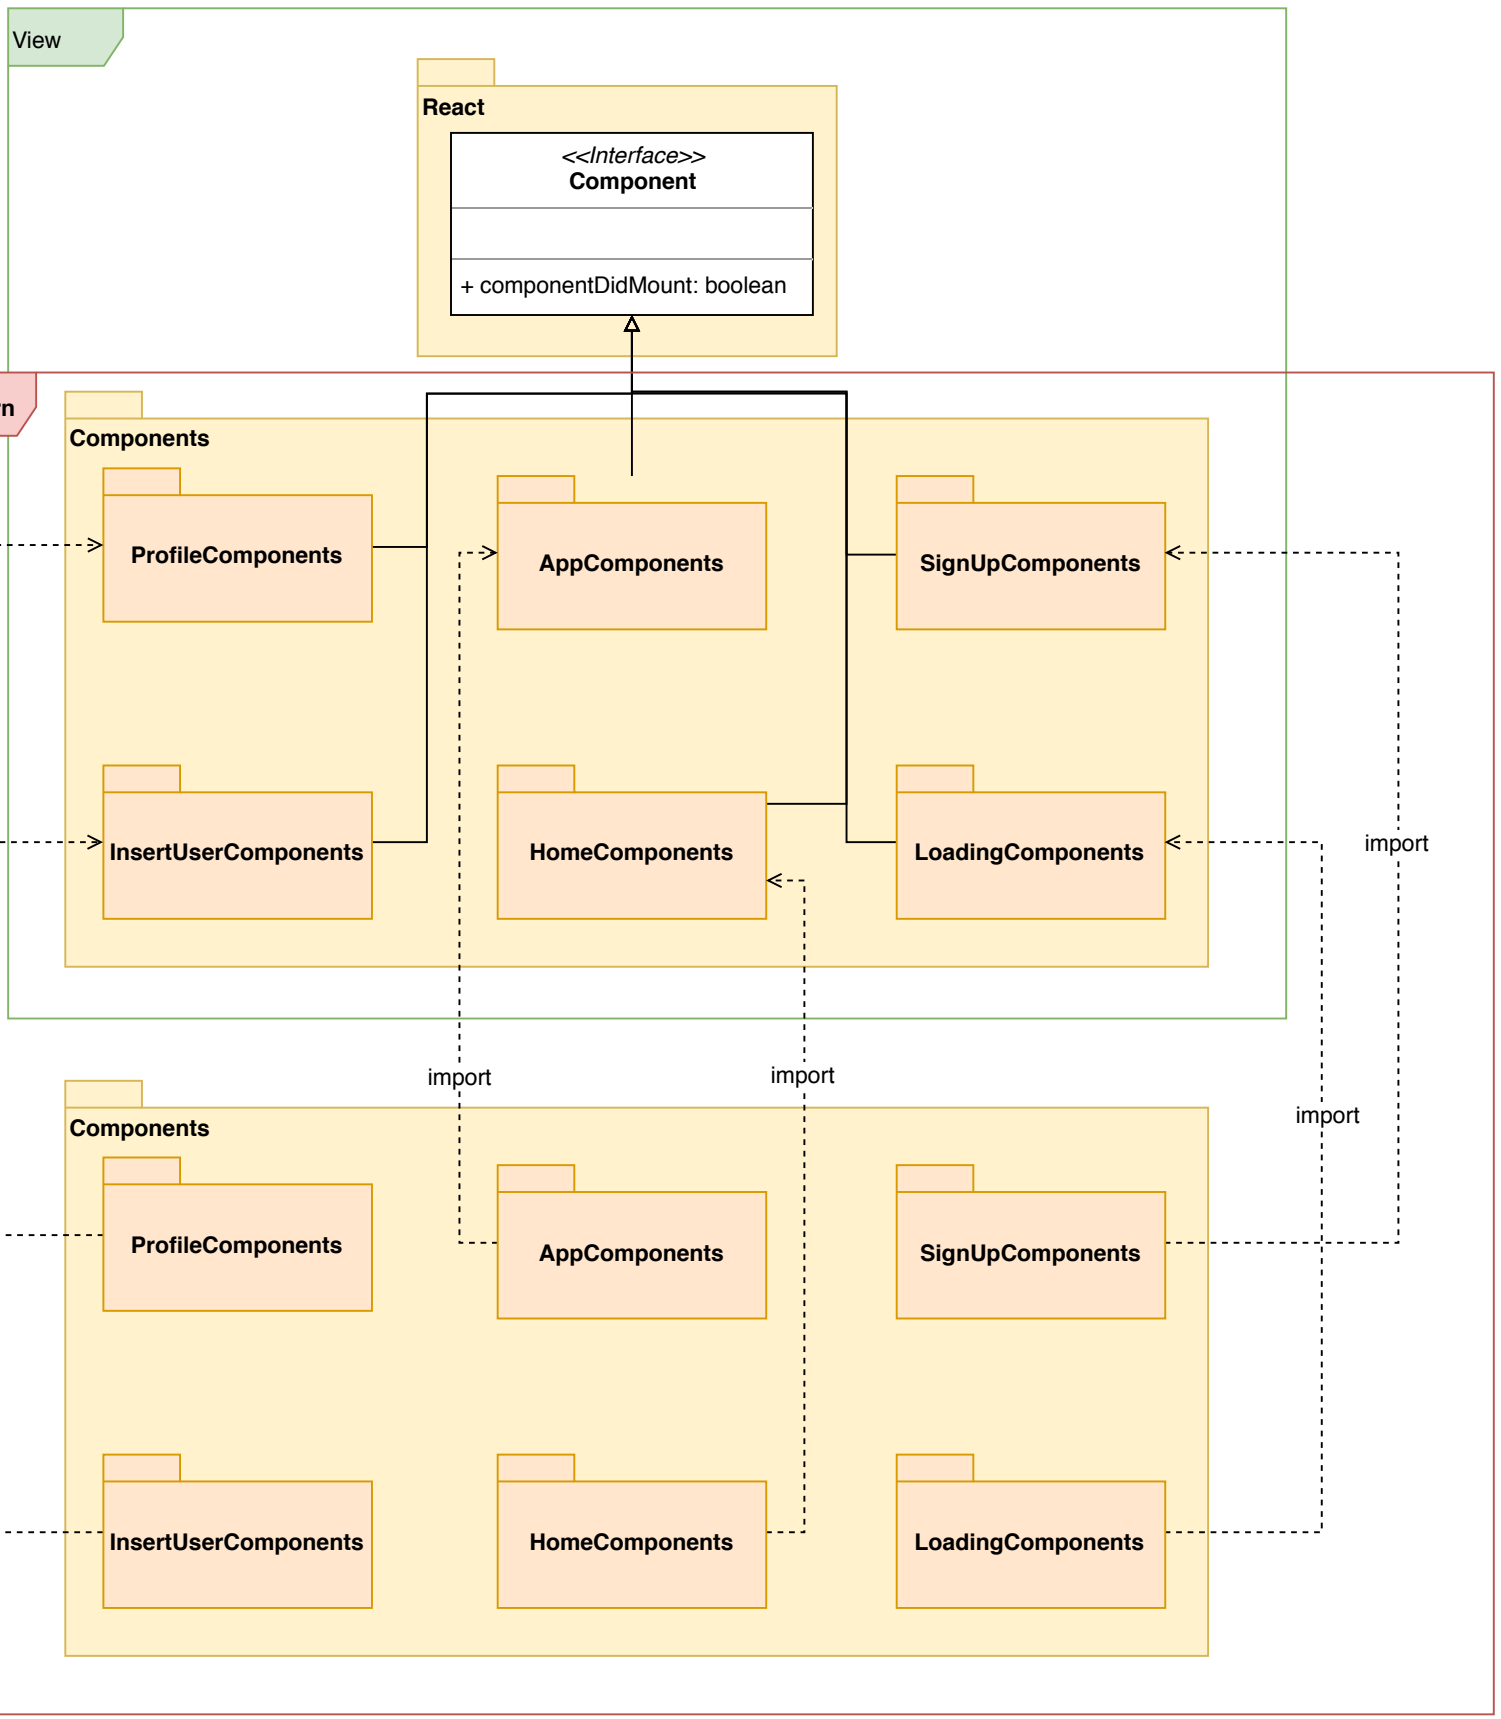 View
React
<<Interface>>
Component
+ componentDidMount: boolean
rn
Components
ProfileComponents
AppComponents
SignUpComponents
InsertUserComponents
HomeComponents
LoadingComponents
import
import
import
import
Components
ProfileComponents
AppComponents
SignUpComponents
InsertUserComponents
HomeComponents
LoadingComponents